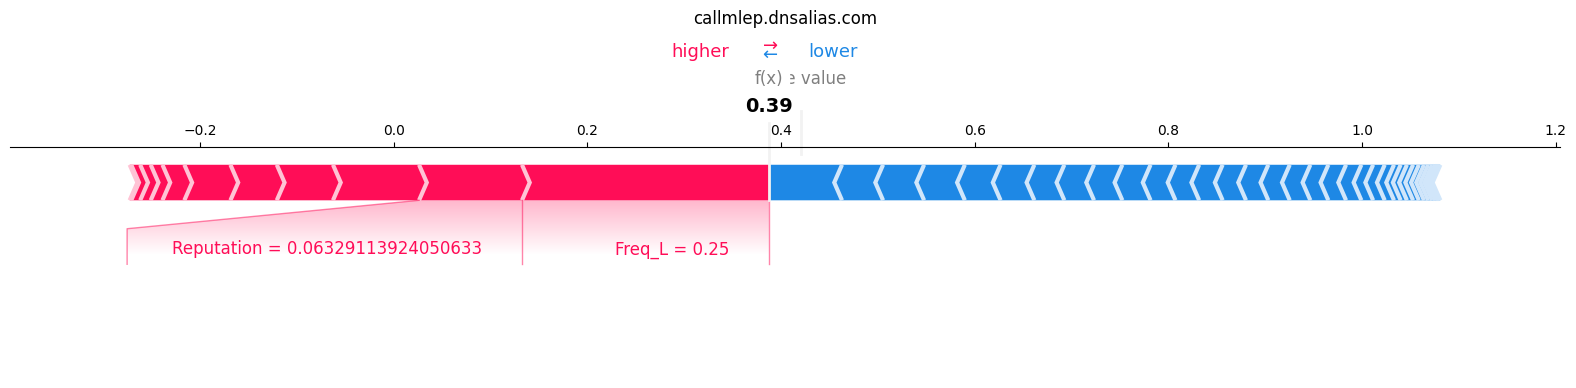 callmlep.dnsalias.com
higher ⇄ lower
f(x) e value
0.39
−0.2 0.0 0.2 0.4 0.6 0.8 1.0 1.2
Reputation = 0.06329113924050633 Freq_L = 0.25